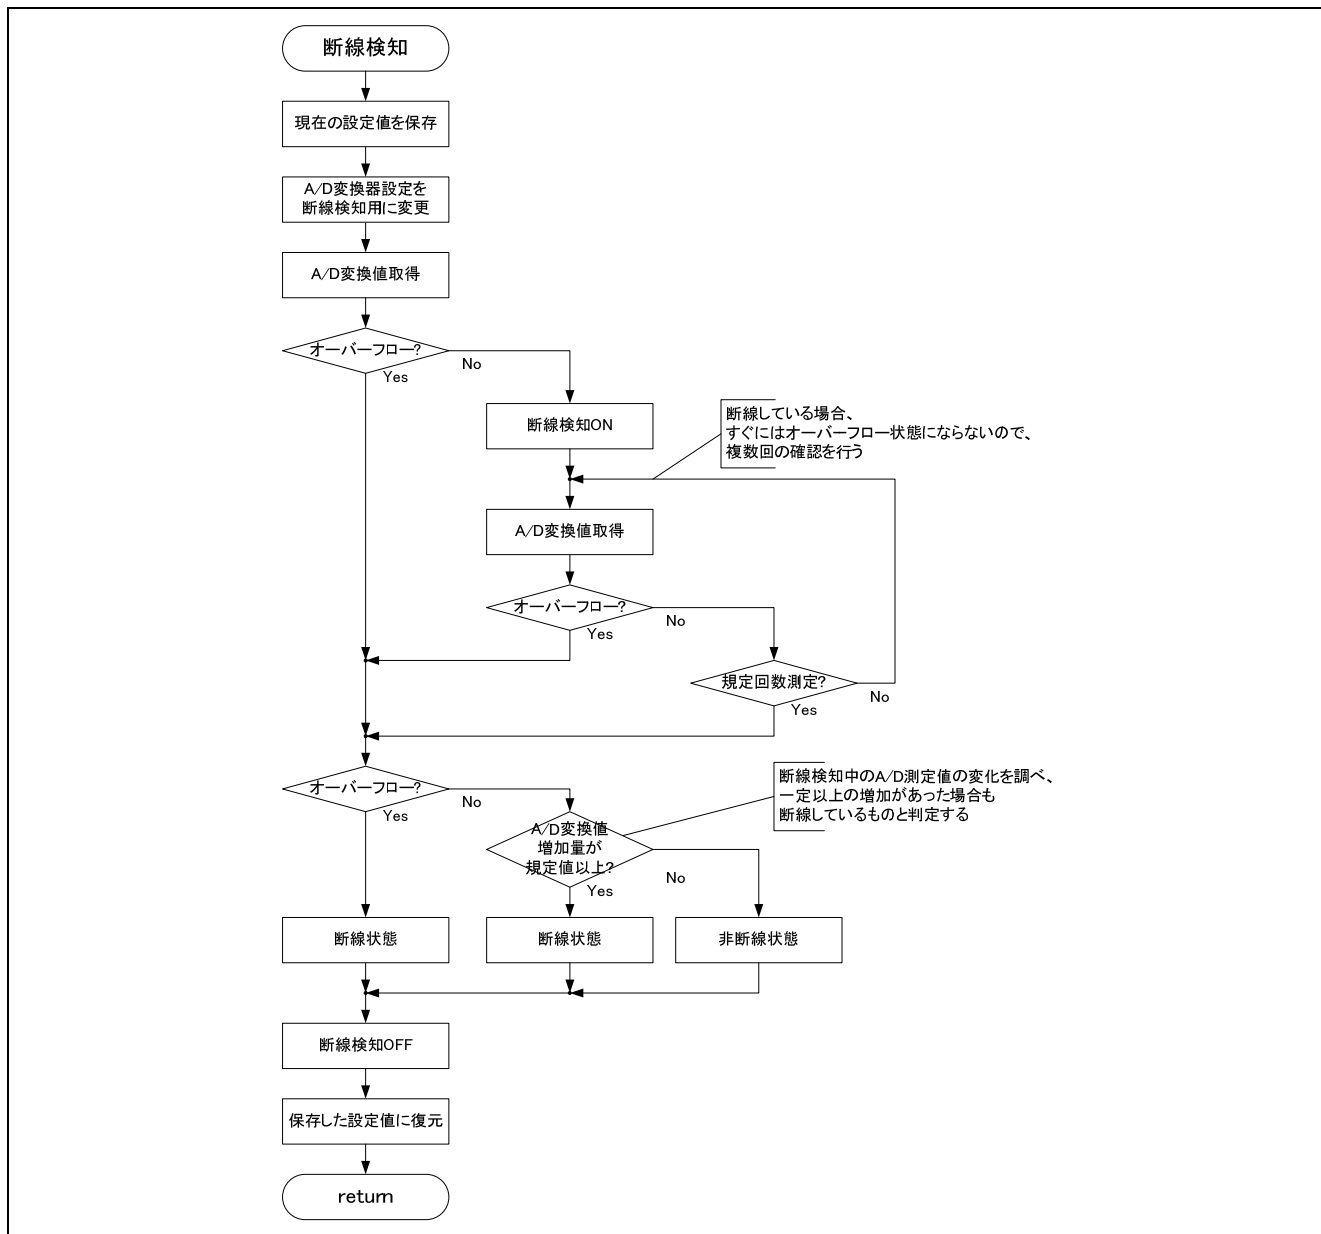 断線検知
現在の設定値を保存
A/D変換器設定を
断線検知用に変更
A/D変換値取得
オーバーフロー?
No
Yes
断線検知ON
断線している場合、
すぐにはオーバーフロー状態にならないので、
複数回の確認を行う
A/D変換値取得
オーバーフロー?
No
Yes
規定回数測定?
No
Yes
オーバーフロー?
No
Yes
断線検知中のA/D測定値の変化を調べ、
一定以上の増加があった場合も
断線しているものと判定する
A/D変換値
増加量が
規定値以上?
No
Yes
断線状態
断線状態
非断線状態
断線検知OFF
保存した設定値に復元
return